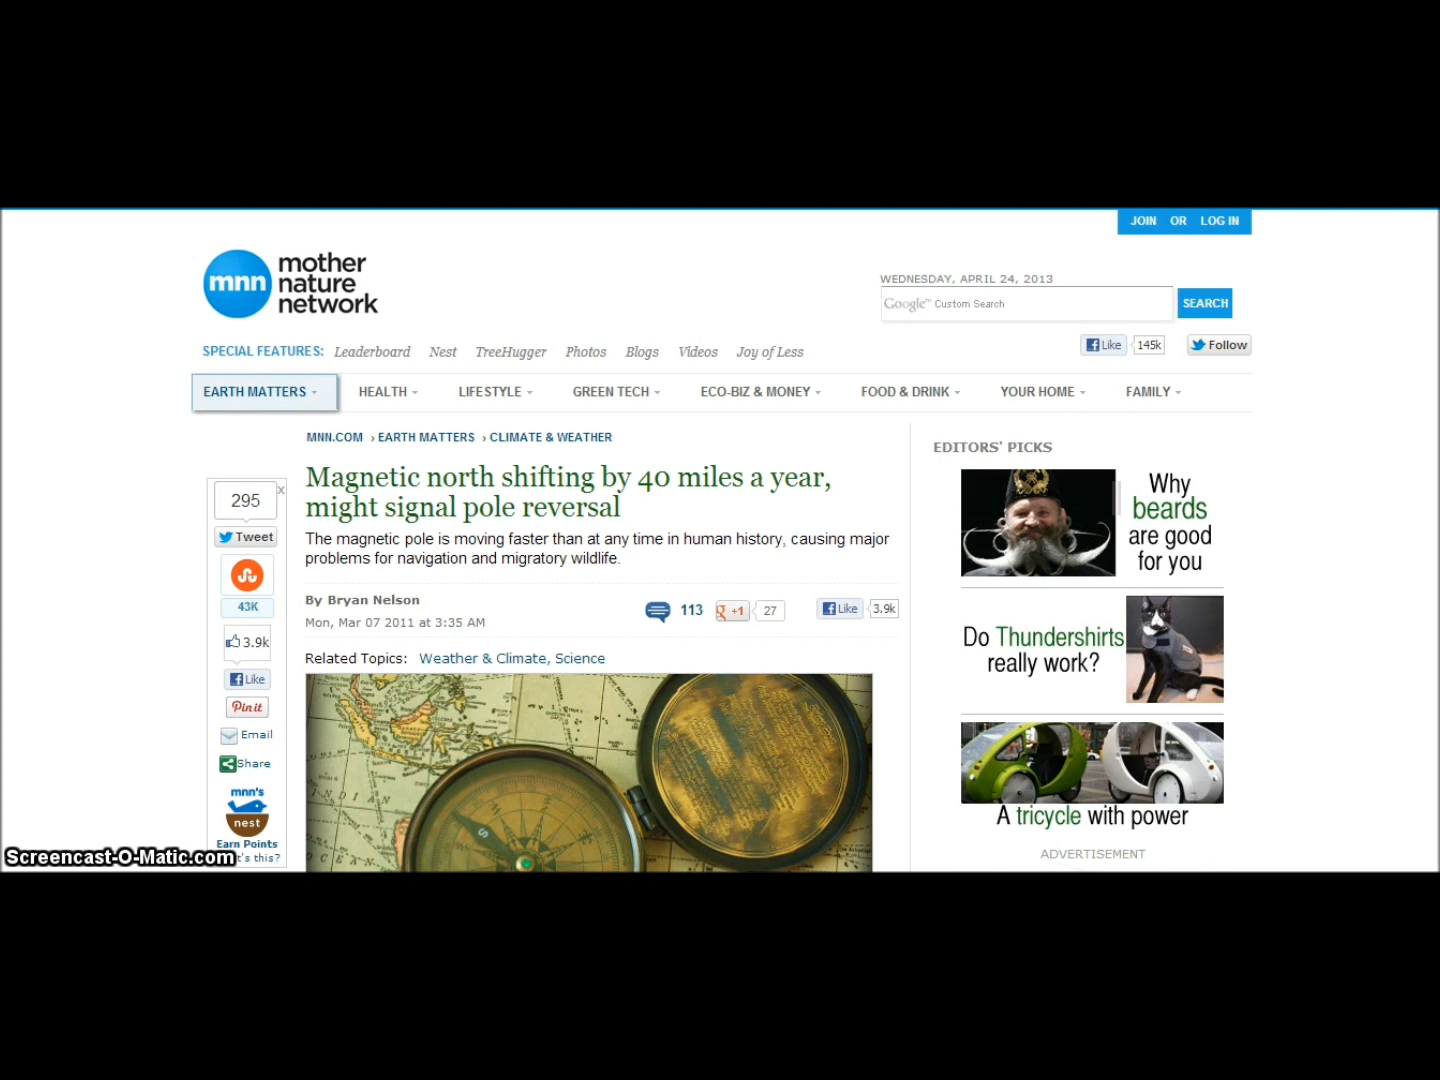 JOIN OR LOG IN
mnn
mother
nature
network
WEDNESDAY, APRIL 24, 2013
Google™ Custom Search
SEARCH
Like 145k
Follow
SPECIAL FEATURES: Leaderboard Nest TreeHugger Photos Blogs Videos Joy of Less
EARTH MATTERS HEALTH LIFESTYLE GREEN TECH ECO-BIZ & MONEY FOOD & DRINK YOUR HOME FAMILY
MNN.COM › EARTH MATTERS › CLIMATE & WEATHER
Magnetic north shifting by 40 miles a year,
might signal pole reversal
The magnetic pole is moving faster than at any time in human history, causing major
problems for navigation and migratory wildlife.
By Bryan Nelson
Mon, Mar 07 2011 at 3:35 AM
113
g +1 27
Like 3.9k
Related Topics: Weather & Climate, Science
INDIAN
OCEAN
S
295
x
Tweet
43K
3.9k
Like
Pin it
Email
Share
mnn's
nest
Earn Points
t's this?
Screencast-O-Matic.com
EDITORS' PICKS
Why
beards
are good
for you
Do Thundershirts
really work?
A tricycle with power
ADVERTISEMENT